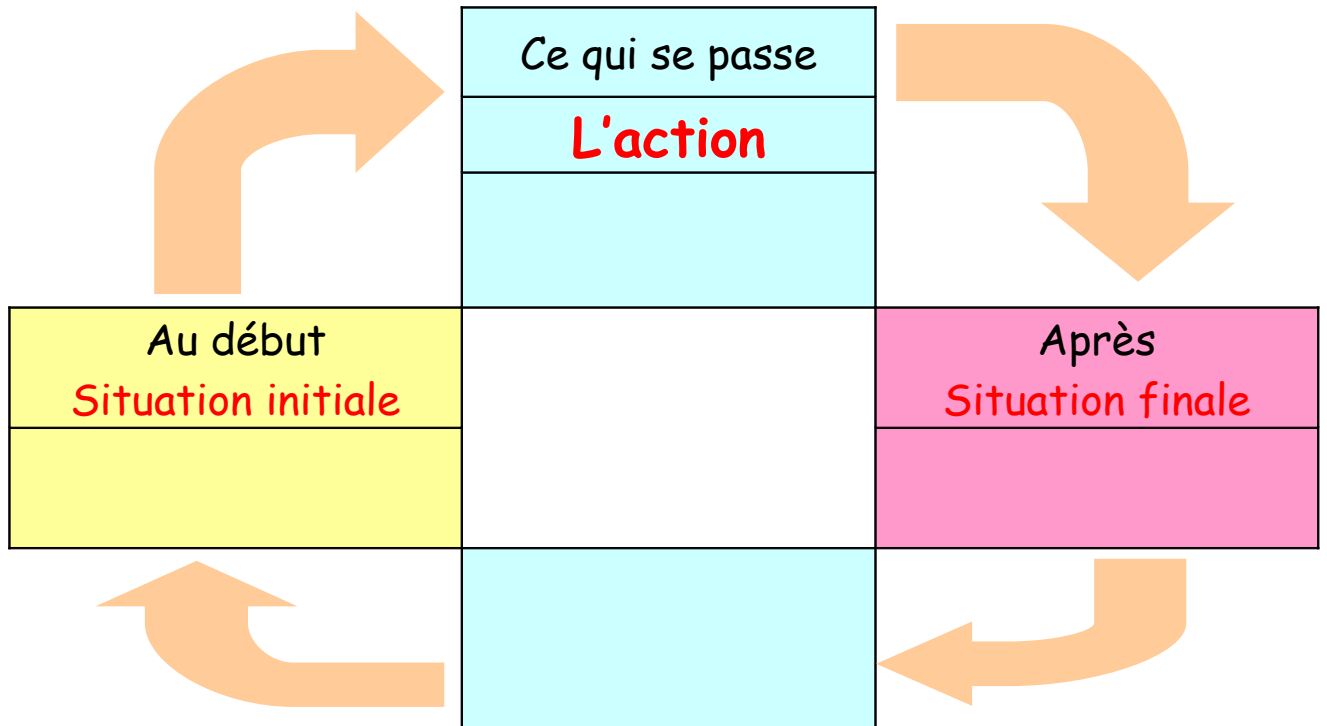 Ce qui se passe
L'action
Au début
Situation initiale
Après
Situation finale